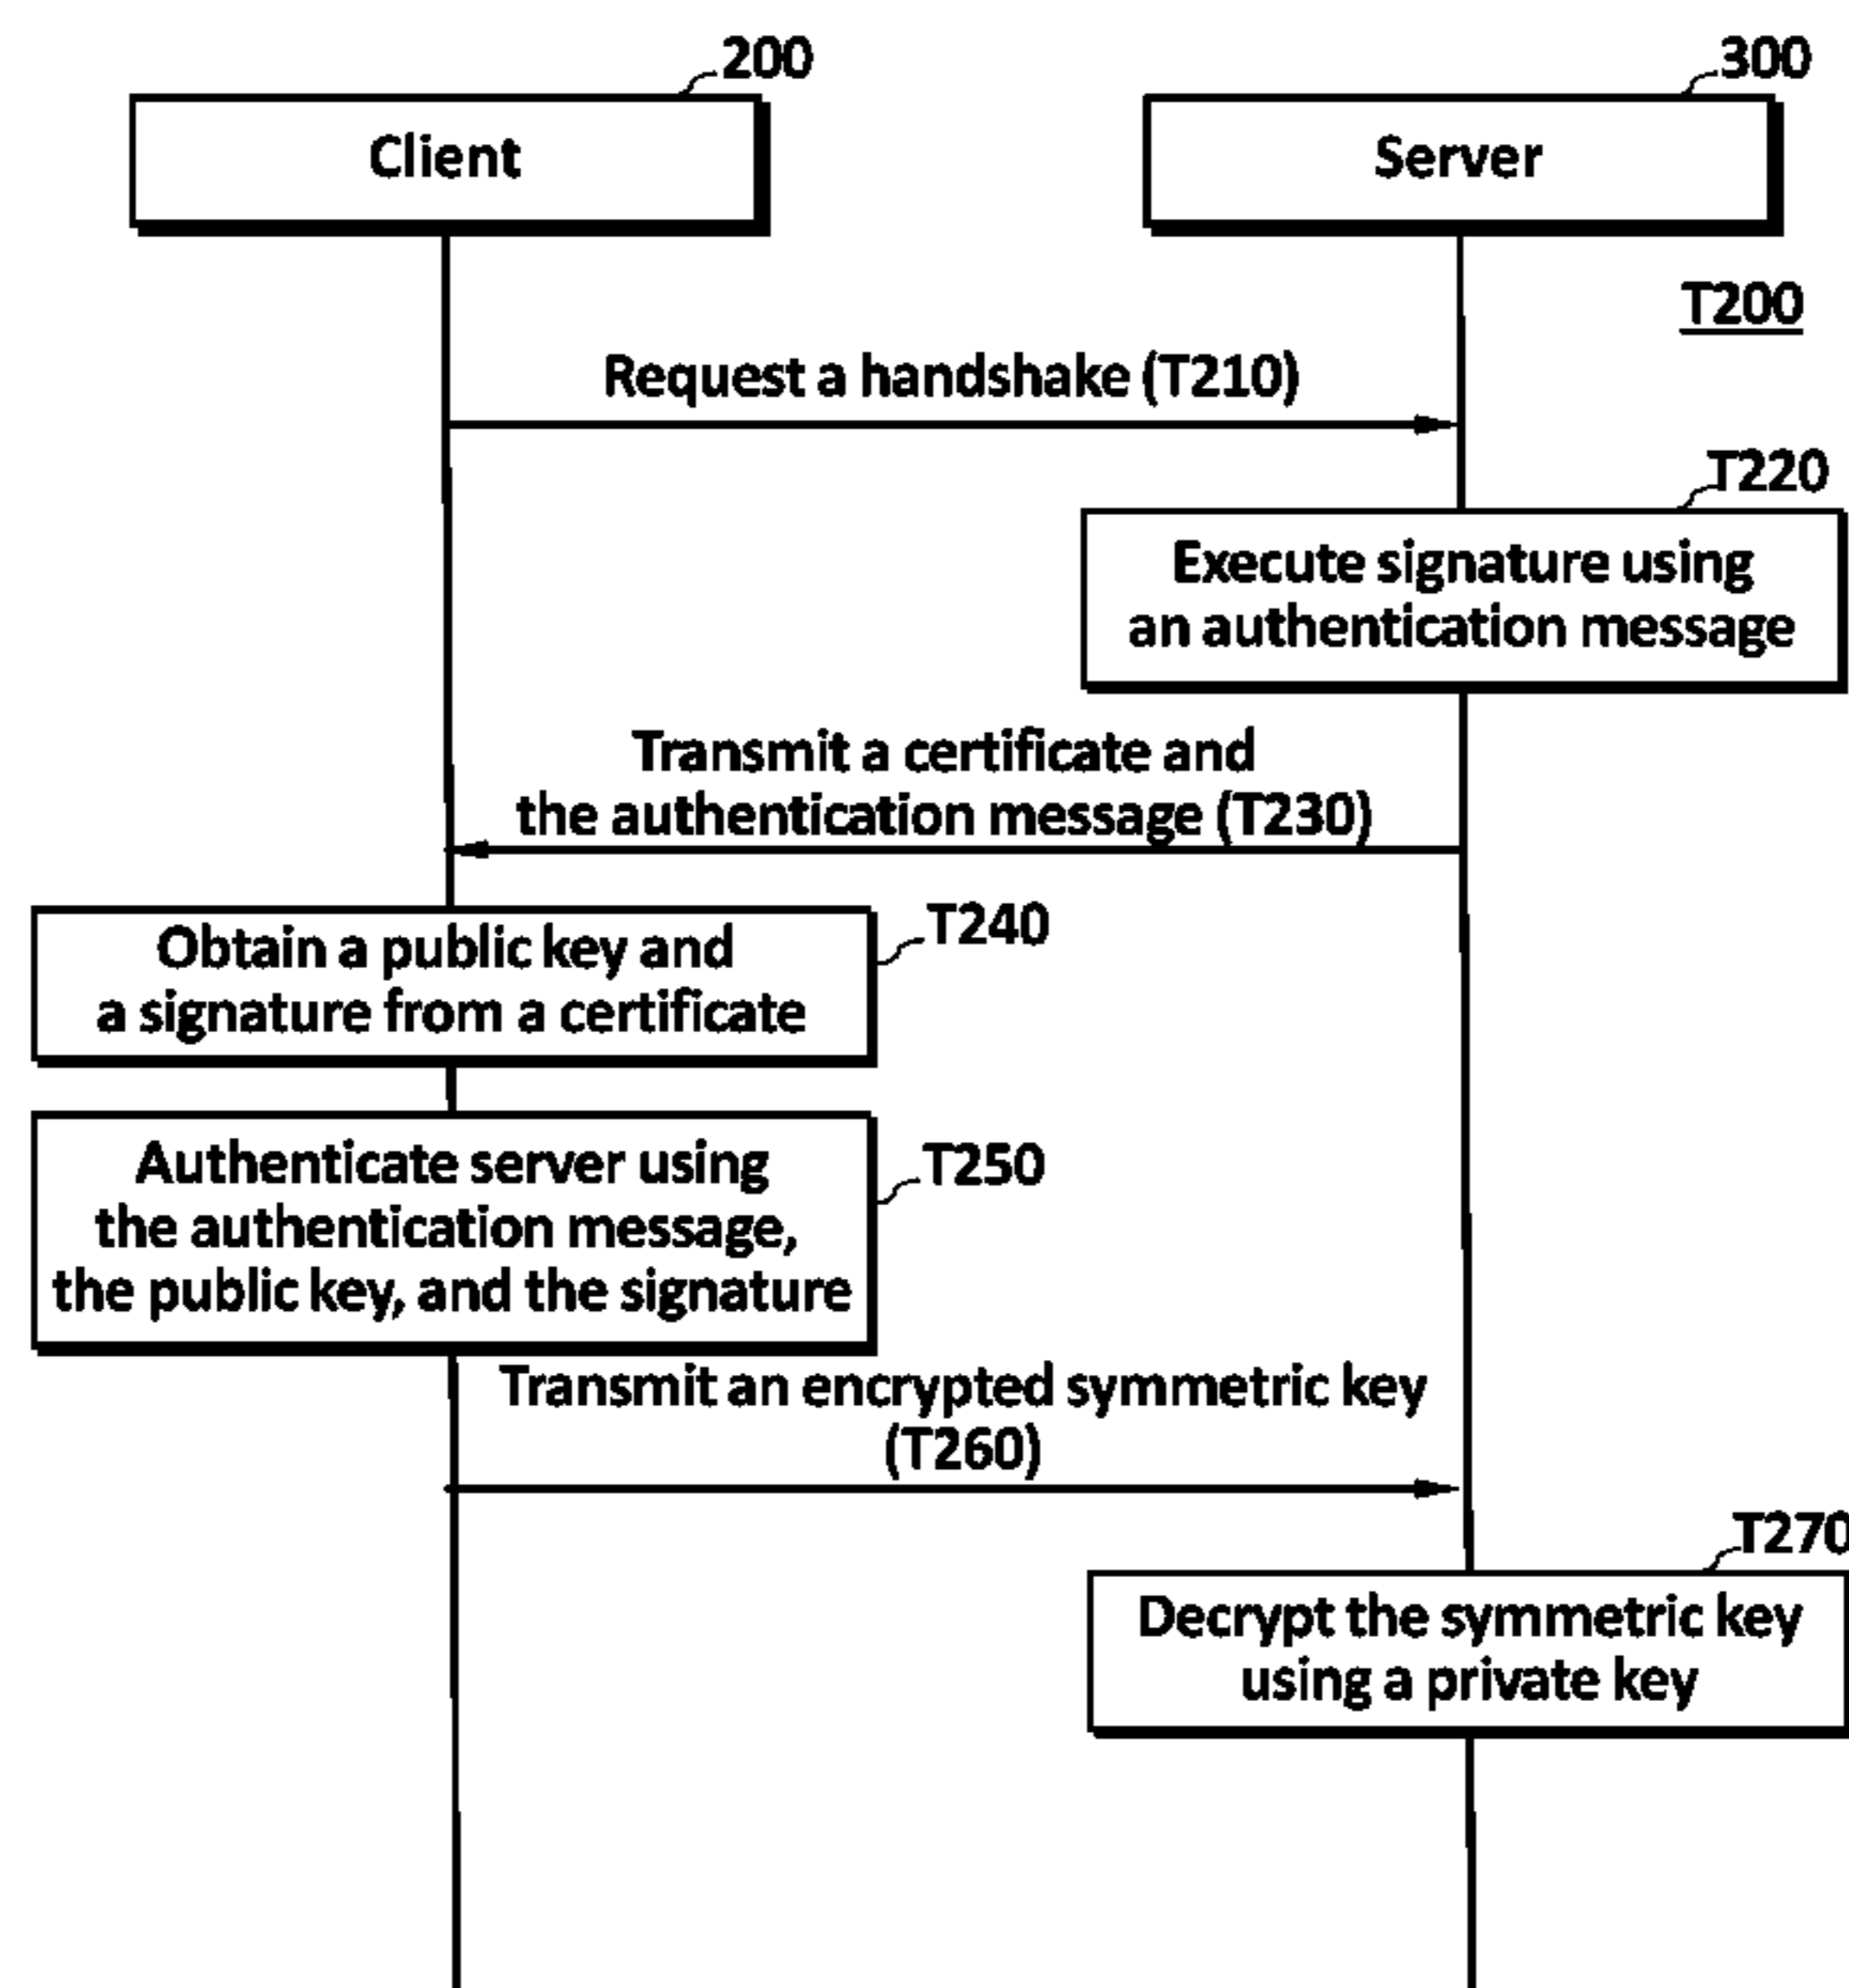 200
300
Client
Server
T200
Request a handshake (T210)
T220
Execute signature using
an authentication message
Transmit a certificate and
the authentication message (T230)
T240
Obtain a public key and
a signature from a certificate
T250
Authenticate server using
the authentication message,
the public key, and the signature
Transmit an encrypted symmetric key
(T260)
T270
Decrypt the symmetric key
using a private key